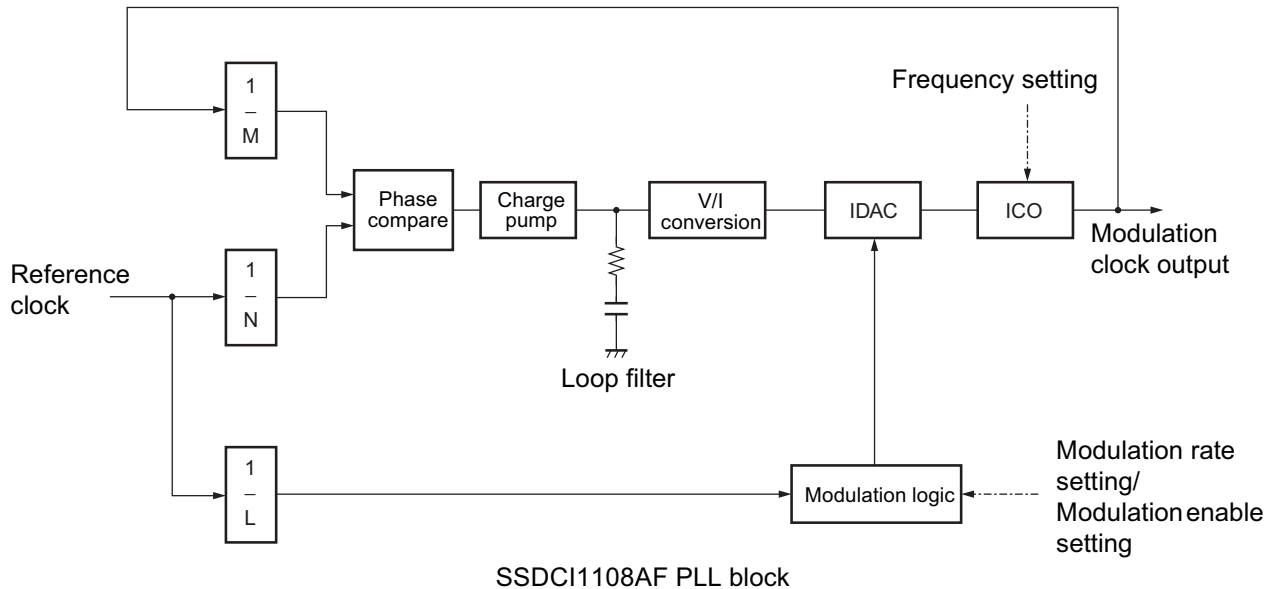 1
M
Frequency setting
Phase
compare
Charge
pump
V/I
conversion
IDAC
ICO
Modulation
clock output
Reference
clock
1
N
Loop filter
1
L
Modulation logic
Modulation rate
setting/
Modulation enable
setting
SSDCI1108AF PLL block